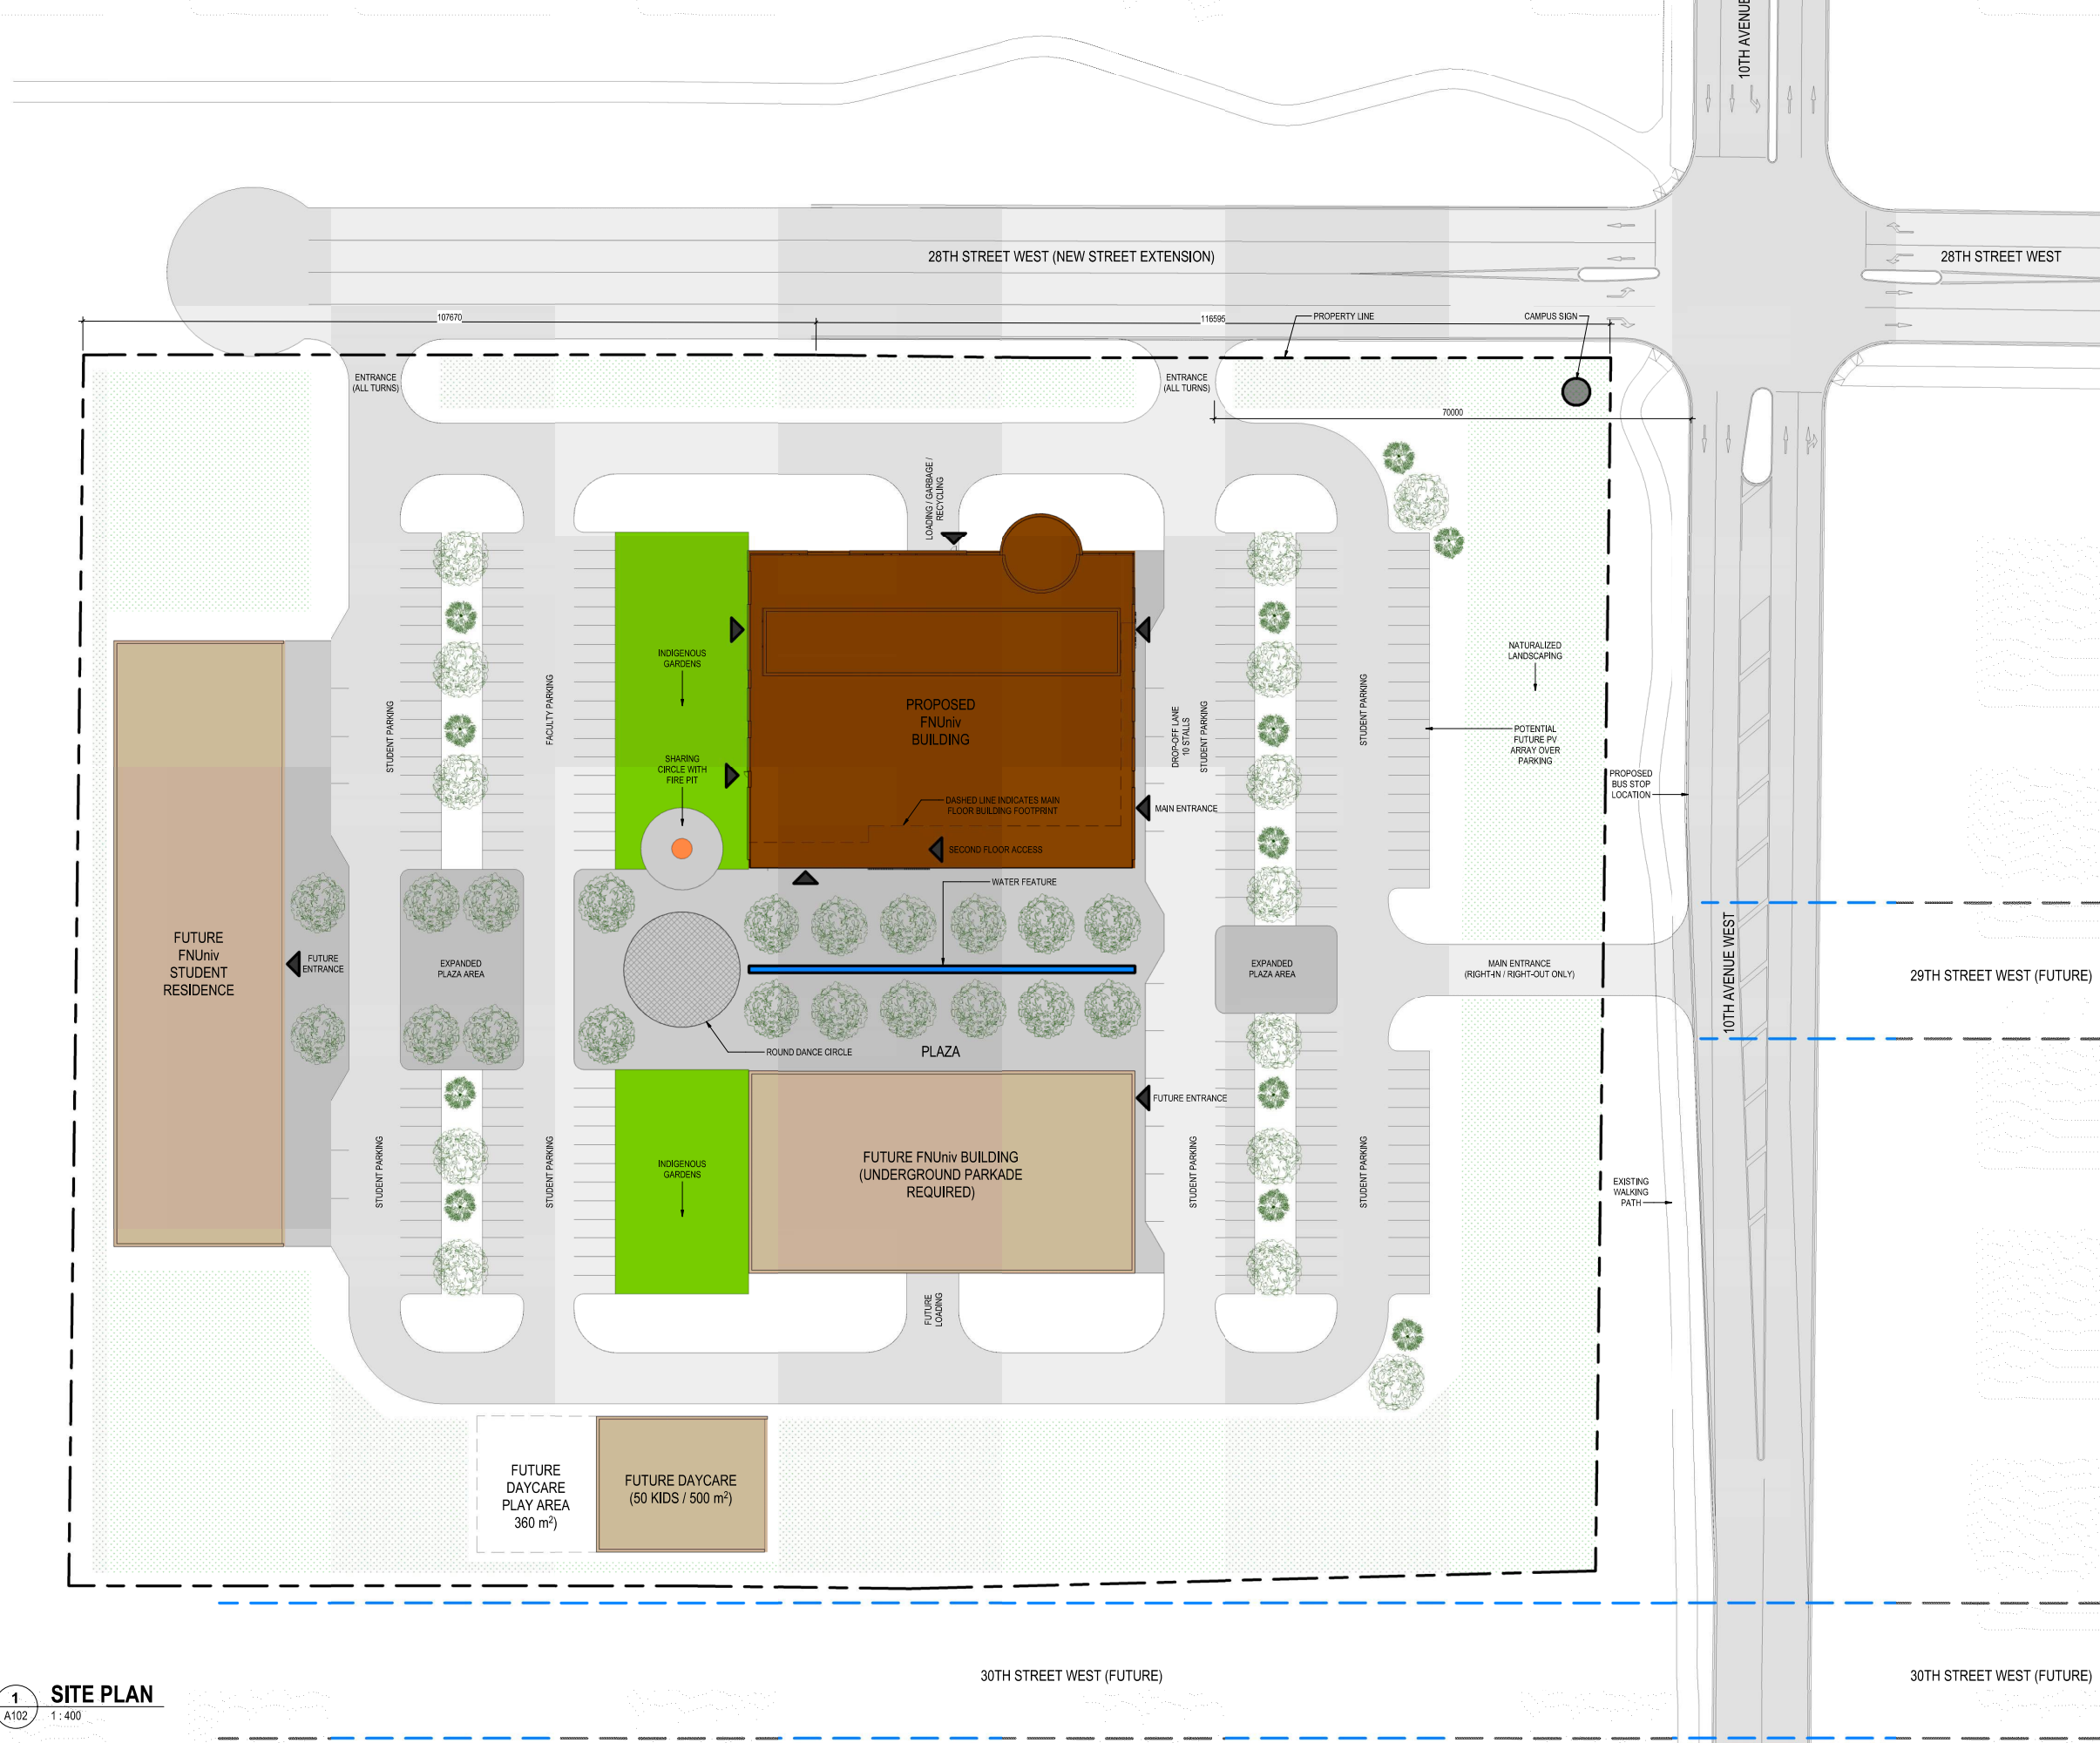 10TH AVENUE
28TH STREET WEST (NEW STREET EXTENSION)
28TH STREET WEST
107670
116595
PROPERTY LINE
CAMPUS SIGN
ENTRANCE
(ALL TURNS)
ENTRANCE
(ALL TURNS)
70000
LOADING / GARBAGE /
RECYCLING
INDIGENOUS
GARDENS
NATURALIZED
LANDSCAPING
STUDENT PARKING
FACULTY PARKING
PROPOSED
FNUniv
BUILDING
DROP-OFF LANE
10 STALLS
STUDENT PARKING
STUDENT PARKING
POTENTIAL
FUTURE PV
ARRAY OVER
PARKING
SHARING
CIRCLE WITH
FIRE PIT
PROPOSED
BUS STOP
LOCATION
DASHED LINE INDICATES MAIN
FLOOR BUILDING FOOTPRINT
MAIN ENTRANCE
SECOND FLOOR ACCESS
WATER FEATURE
FUTURE
FNUniv
STUDENT
RESIDENCE
FUTURE
ENTRANCE
EXPANDED
PLAZA AREA
EXPANDED
PLAZA AREA
MAIN ENTRANCE
(RIGHT-IN / RIGHT-OUT ONLY)
10TH AVENUE WEST
29TH STREET WEST (FUTURE)
ROUND DANCE CIRCLE
PLAZA
FUTURE ENTRANCE
STUDENT PARKING
STUDENT PARKING
INDIGENOUS
GARDENS
FUTURE FNUniv BUILDING
(UNDERGROUND PARKADE
REQUIRED)
STUDENT PARKING
STUDENT PARKING
EXISTING
WALKING
PATH
FUTURE
LOADING
FUTURE
DAYCARE
PLAY AREA
360 m²)
FUTURE DAYCARE
(50 KIDS / 500 m²)
30TH STREET WEST (FUTURE)
30TH STREET WEST (FUTURE)
1
A102
SITE PLAN
1 : 400